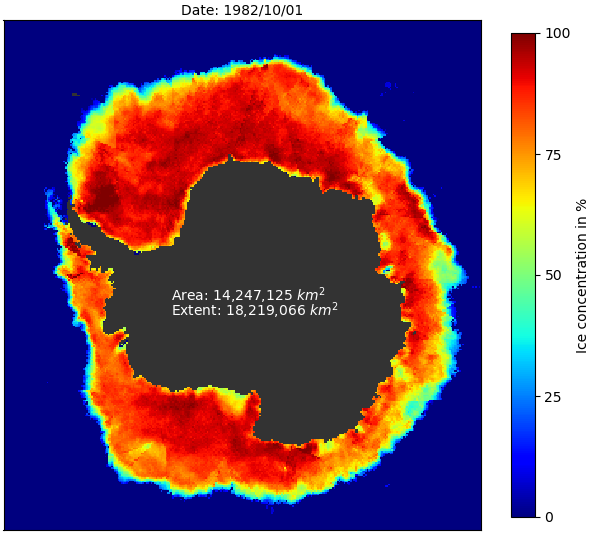 Date: 1982/10/01
Area: 14,247,125 km²
Extent: 18,219,066 km²
100
75
50
25
0
Ice concentration in %